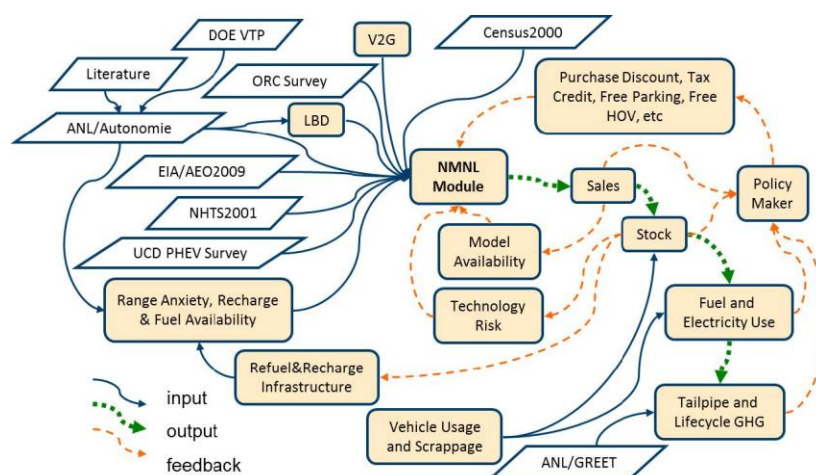 DOE VTP
V2G
Census2000
Literature
ORC Survey
Purchase Discount, Tax
Credit, Free Parking, Free
HOV, etc
ANL/Autonomie
LBD
EIA/AEO2009
NMNL
Module
Sales
Policy
Maker
NHTS2001
Stock
UCD PHEV Survey
Model
Availability
Range Anxiety, Recharge
& Fuel Availability
Technology
Risk
Fuel and
Electricity Use
Refuel&Recharge
Infrastructure
input
output
feedback
Vehicle Usage
and Scrappage
Tailpipe and
Lifecycle GHG
ANL/GREET